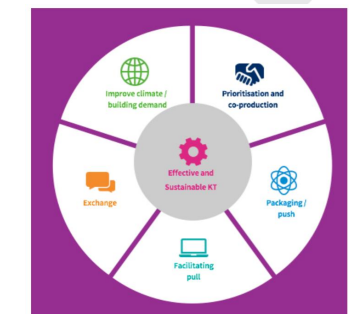 Improve climate /
building demand
Prioritisation and
co-production
Effective and
Sustainable KT
Exchange
Packaging /
push
Facilitating
pull